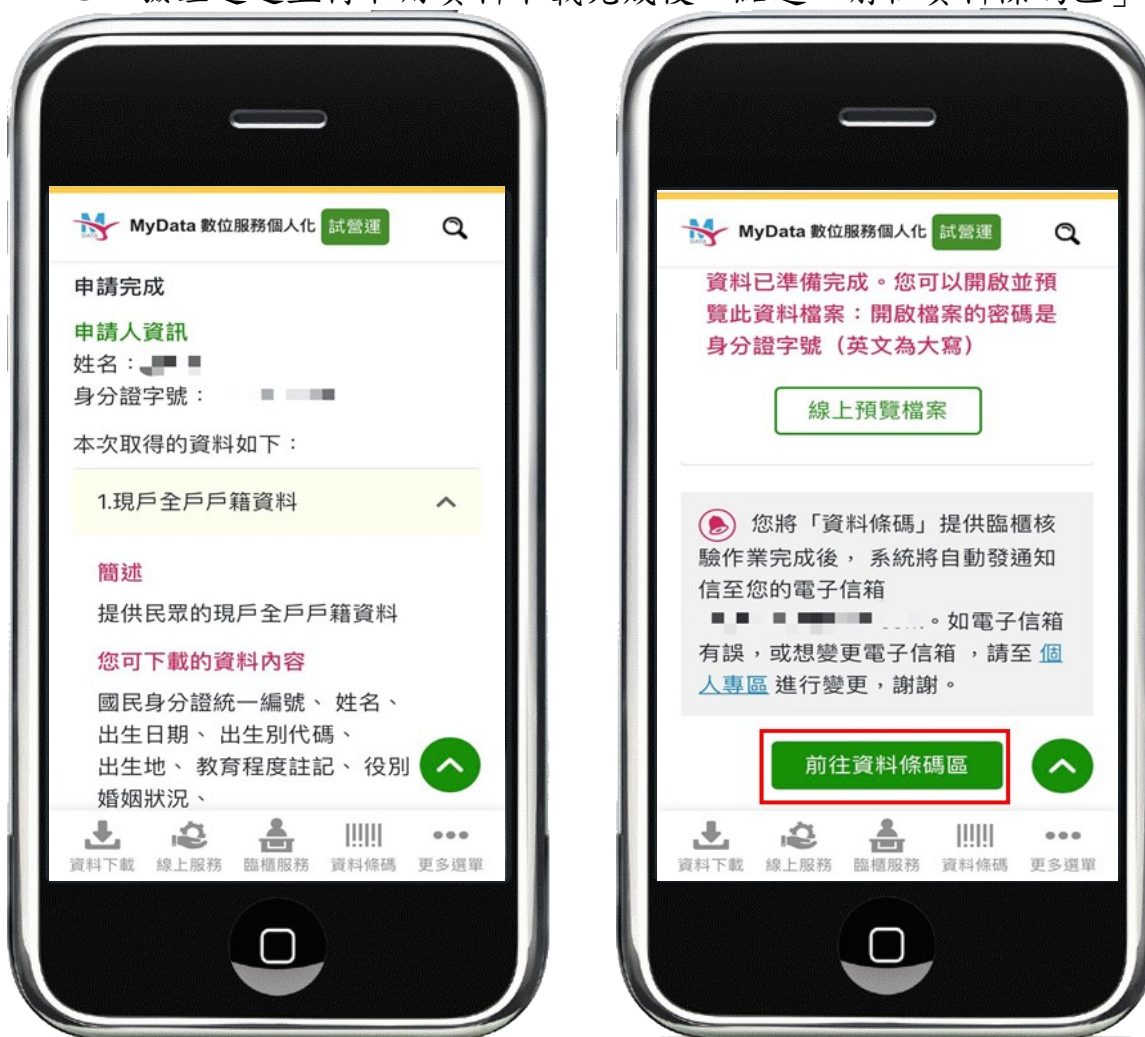 MyData 數位服務個人化 試營運
申請完成
申請人資訊
姓名：
身分證字號：
本次取得的資料如下：
1.現戶全戶戶籍資料
簡述
提供民眾的現戶全戶戶籍資料
您可下載的資料內容
國民身分證統一編號、 姓名、
出生日期、 出生別代碼、
出生地、 教育程度註記、 役別
婚姻狀況、
資料下載 線上服務 臨櫃服務 資料條碼 更多選單
MyData 數位服務個人化 試營運
資料已準備完成。您可以開啟並預
覽此資料檔案：開啟檔案的密碼是
身分證字號（英文為大寫）
線上預覽檔案
您將「資料條碼」提供臨櫃核
驗作業完成後， 系統將自動發通知
信至您的電子信箱
。如電子信箱
有誤，或想變更電子信箱 ，請至 個
人專區 進行變更，謝謝。
前往資料條碼區
資料下載 線上服務 臨櫃服務 資料條碼 更多選單